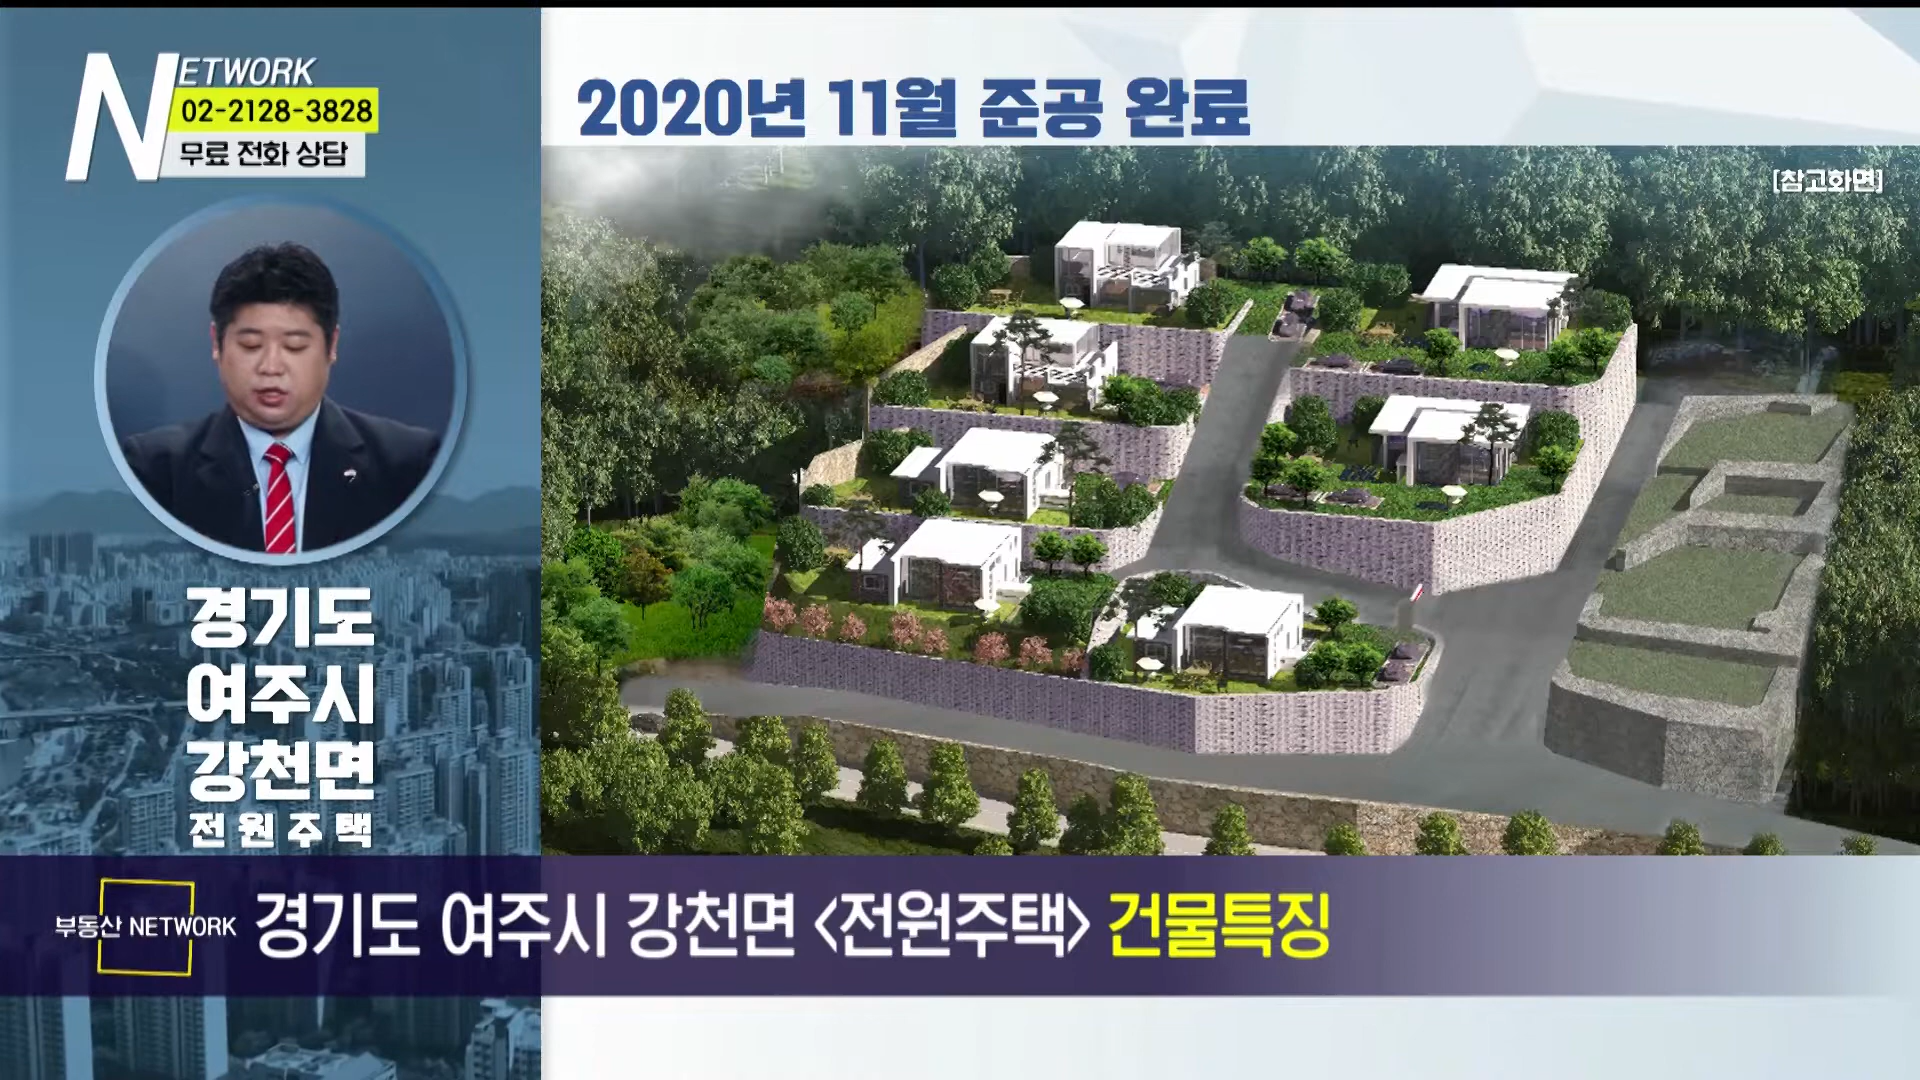 NETWORK
02-2128-3828
무료 전화 상담
2020년 11월 준공 완료
[참고화면]
경기도
여주시
강천면
전원주택
부동산 NETWORK
경기도 여주시 강천면 <전원주택> 건물특징